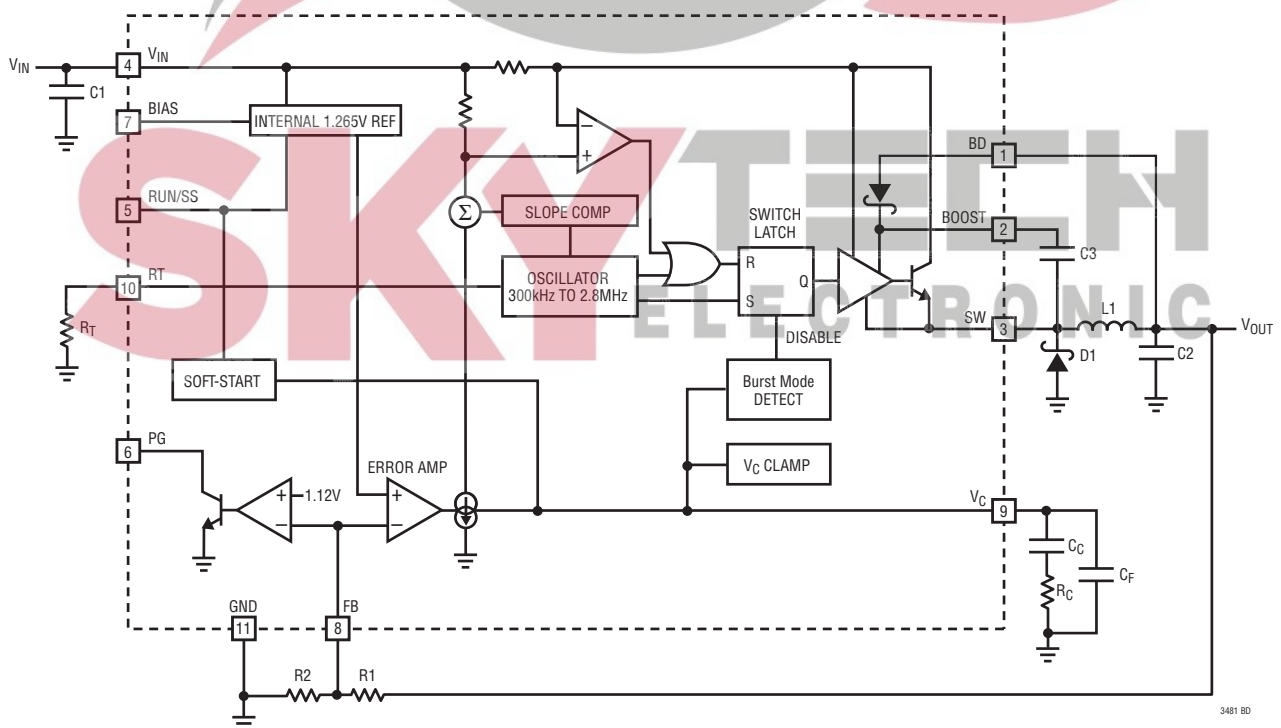 VIN
4
VIN
C1
7
BIAS
INTERNAL 1.265V REF
−
+
BD
1
5
RUN/SS
Σ
SLOPE COMP
SWITCH
LATCH
BOOST
2
C3
10
RT
OSCILLATOR
300kHz TO 2.8MHz
R
Q
S
DISABLE
SW
3
L1
VOUT
RT
D1
C2
SOFT-START
Burst Mode
DETECT
6
PG
VC CLAMP
ERROR AMP
+
1.12V
−
+
−
VC
9
CC
CF
RC
GND
11
FB
8
R2
R1
3481 BD
SKYTECH
ELECTRONIC